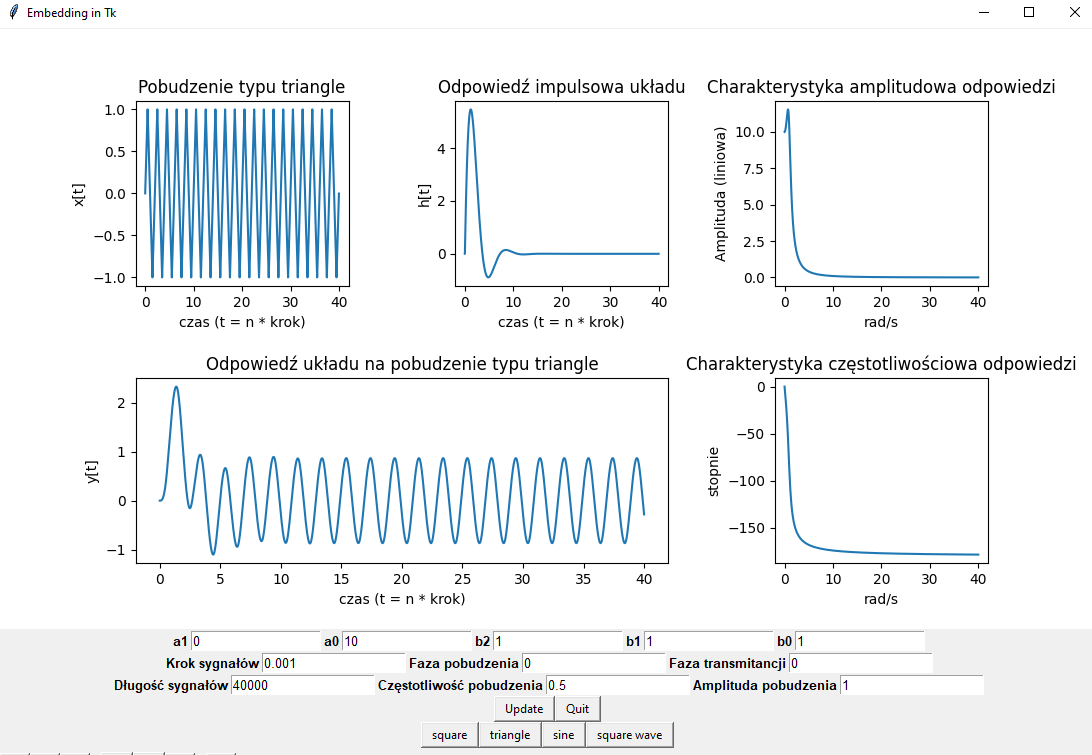 Embedding in Tk
Pobudzenie typu triangle
1.0
0.5
0.0
−0.5
−1.0
x[t]
0 10 20 30 40
czas (t = n * krok)
Odpowiedź impulsowa układu
4
2
0
h[t]
0 10 20 30 40
czas (t = n * krok)
Charakterystyka amplitudowa odpowiedzi
10.0
7.5
5.0
2.5
0.0
Amplituda (liniowa)
0 10 20 30 40
rad/s
Odpowiedź układu na pobudzenie typu triangle
2
1
0
−1
y[t]
0 5 10 15 20 25 30 35 40
czas (t = n * krok)
Charakterystyka częstotliwościowa odpowiedzi
0
−50
−100
−150
stopnie
0 10 20 30 40
rad/s
a1 0 a0 10 b2 1 b1 1 b0 1
Krok sygnałów 0.001 Faza pobudzenia 0 Faza transmitancji 0
Długość sygnałów 40000 Częstotliwość pobudzenia 0.5 Amplituda pobudzenia 1
Update Quit
square triangle sine square wave